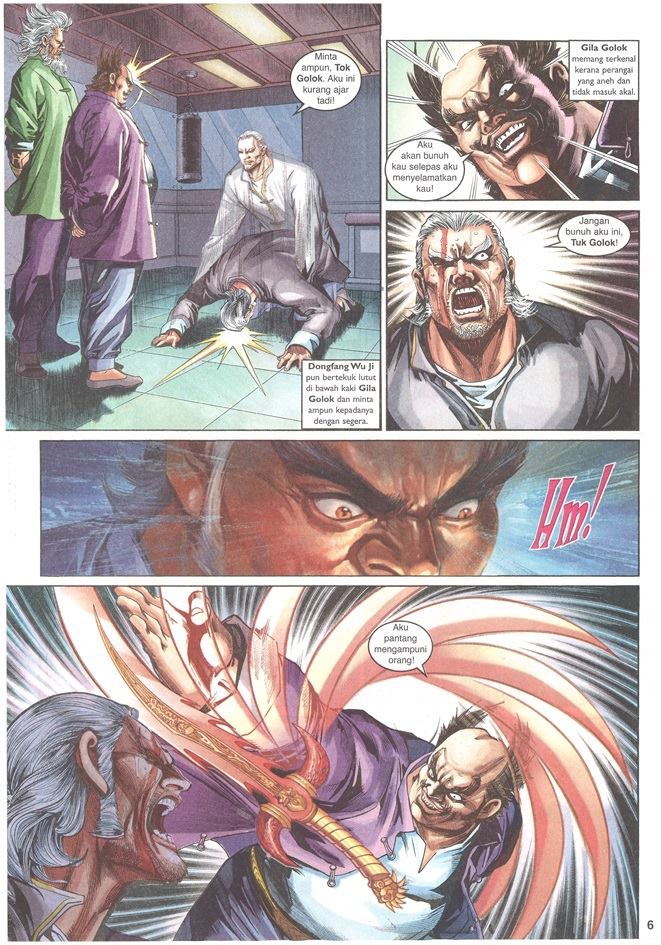 Minta
ampun, Tok
Golok. Aku ini
kurang ajar
tadi!
Dongfang Wu Ji
pun bertekuk lutut
di bawah kaki Gila
Golok dan minta
ampun kepadanya
dengan segera.
Gila Golok
memang terkenal
kerana perangai
yang aneh dan
tidak masuk akal.
Aku
akan bunuh
kau selepas aku
menyelamatkan
kau!
Jangan
bunuh aku ini,
Tuk Golok!
Hm!
Aku
pantang
mengampuni
orang!
6